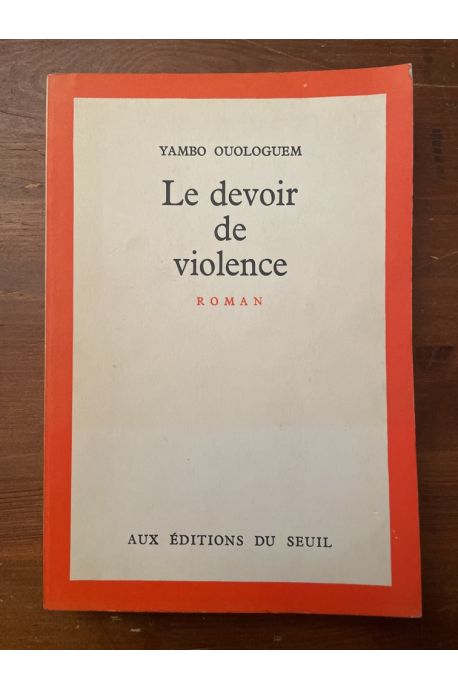 YAMBO OUOLOGUEM
Le devoir
de
violence
ROMAN
AUX ÉDITIONS DU SEUIL